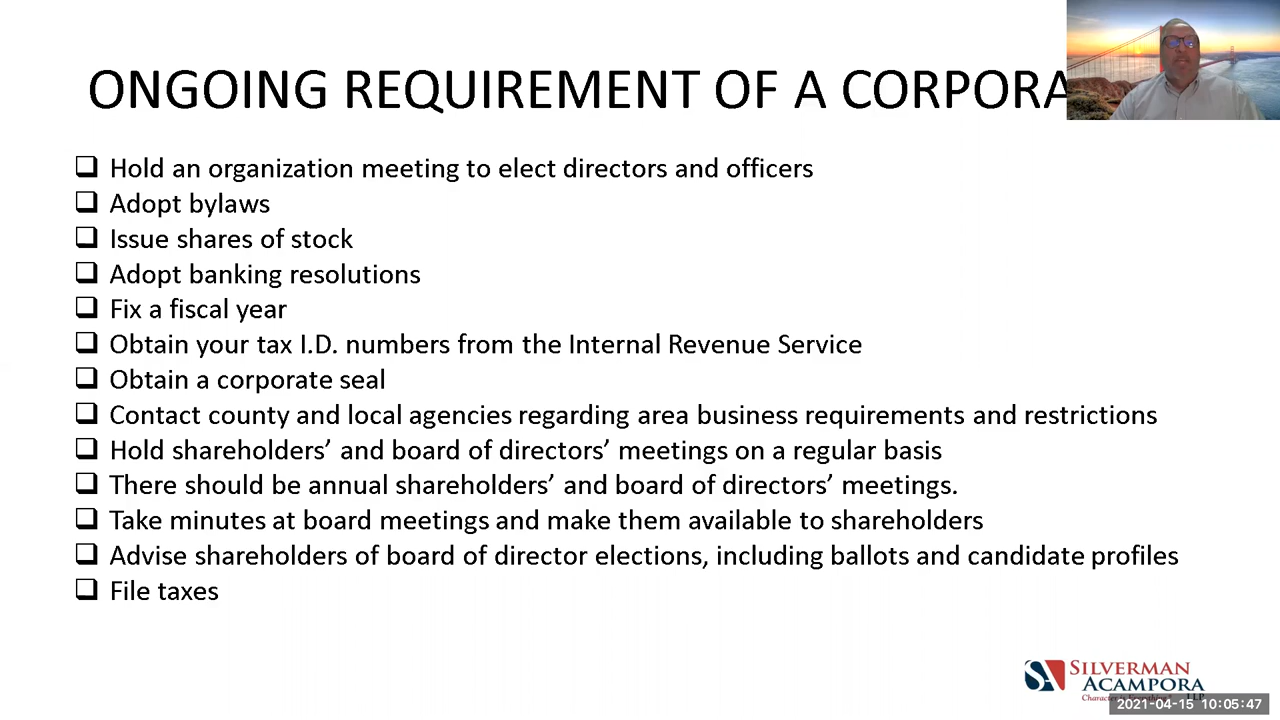 ONGOING REQUIREMENT OF A CORPORA
Hold an organization meeting to elect directors and officers
Adopt bylaws
Issue shares of stock
Adopt banking resolutions
Fix a fiscal year
Obtain your tax I.D. numbers from the Internal Revenue Service
Obtain a corporate seal
Contact county and local agencies regarding area business requirements and restrictions
Hold shareholders’ and board of directors’ meetings on a regular basis
There should be annual shareholders’ and board of directors’ meetings.
Take minutes at board meetings and make them available to shareholders
Advise shareholders of board of director elections, including ballots and candidate profiles
File taxes
SILVERMAN
ACAMPORA
LLP
2021-04-15 10:05:47